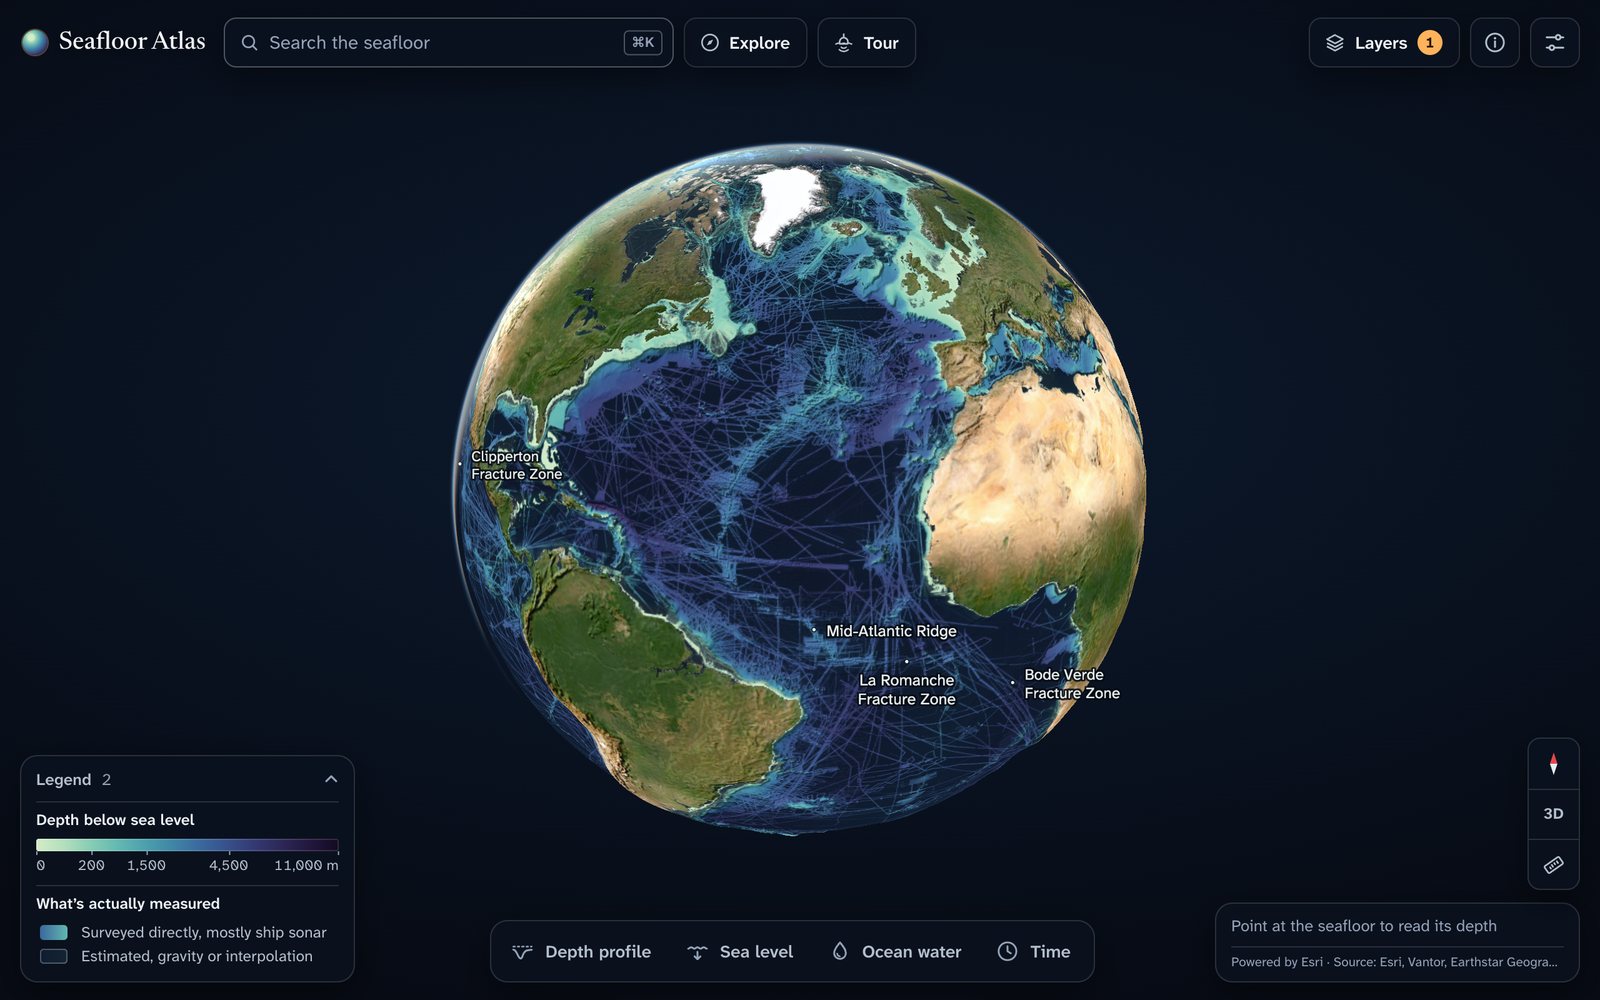 Seafloor Atlas
Search the seafloor
⌘K
Explore
Tour
Layers 1
Clipperton
Fracture Zone
Mid-Atlantic Ridge
La Romanche
Fracture Zone
Bode Verde
Fracture Zone
Legend 2
Depth below sea level
0 200 1,500 4,500 11,000 m
What's actually measured
Surveyed directly, mostly ship sonar
Estimated, gravity or interpolation
Depth profile
Sea level
Ocean water
Time
3D
Point at the seafloor to read its depth
Powered by Esri · Source: Esri, Vantor, Earthstar Geogra...